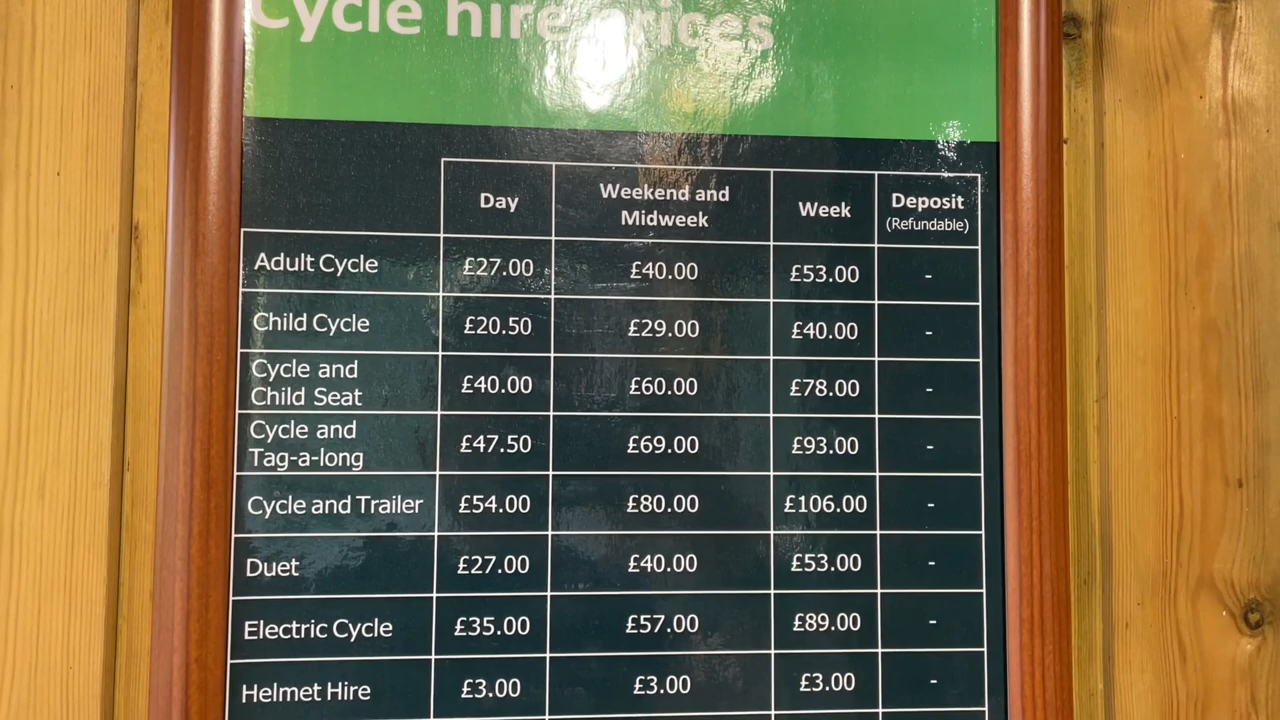 Cycle hire prices
Day Weekend and Midweek Week Deposit (Refundable)
Adult Cycle £27.00 £40.00 £53.00 -
Child Cycle £20.50 £29.00 £40.00 -
Cycle and
Child Seat £40.00 £60.00 £78.00 -
Cycle and
Tag-a-long £47.50 £69.00 £93.00 -
Cycle and Trailer £54.00 £80.00 £106.00 -
Duet £27.00 £40.00 £53.00 -
Electric Cycle £35.00 £57.00 £89.00 -
Helmet Hire £3.00 £3.00 £3.00 -